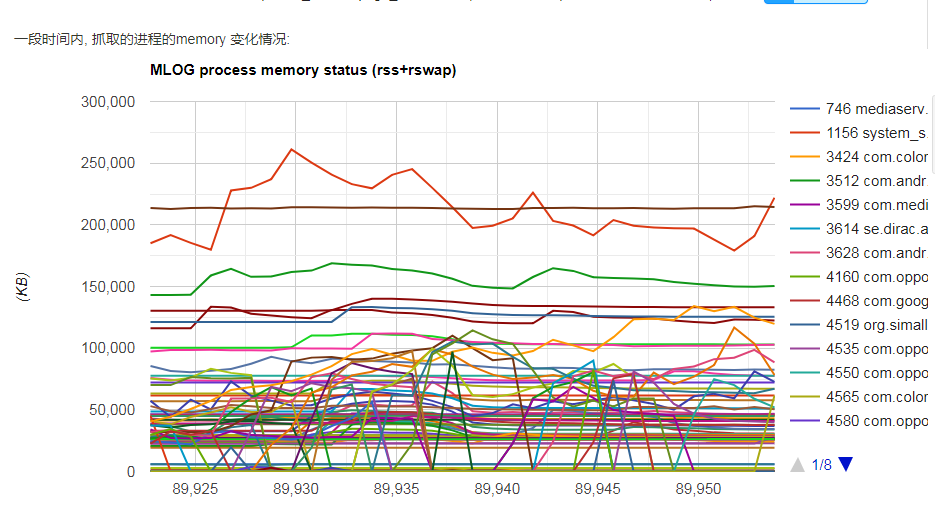 一段时间内, 抓取的进程的memory 变化情况:
MLOG process memory status (rss+rswap)
(KB)
300,000
250,000
200,000
150,000
100,000
50,000
0
89,925 89,930 89,935 89,940 89,945 89,950
746 mediaserv.
1156 system_s.
3424 com.color
3512 com.andr
3599 com.medi
3614 se.dirac.a
3628 com.andr
4160 com.oppo
4468 com.goog
4519 org.small
4535 com.oppo
4550 com.oppo
4565 com.color
4580 com.oppo
1/8